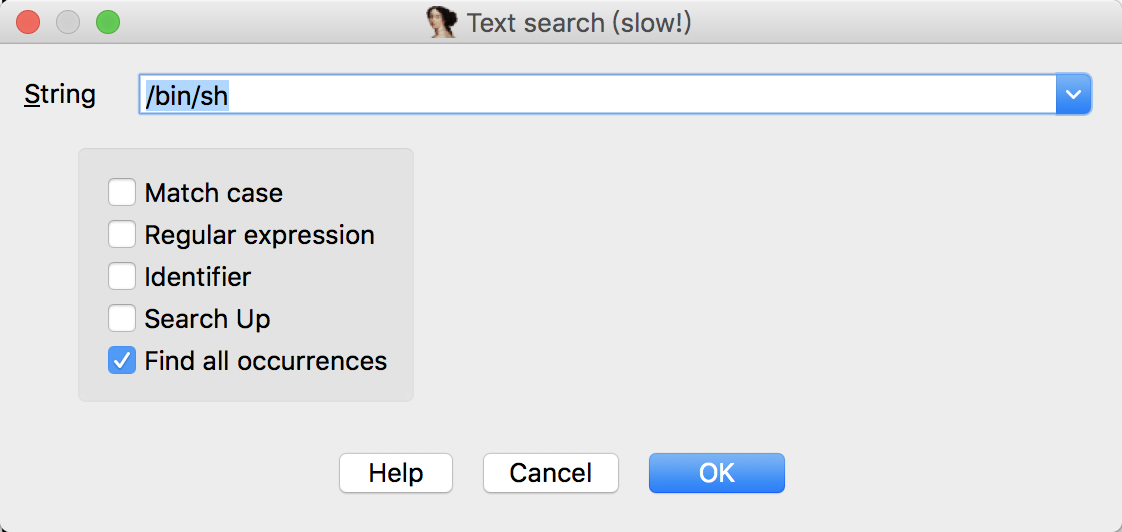 Text search (slow!)
String /bin/sh
Match case
Regular expression
Identifier
Search Up
Find all occurrences
Help Cancel OK